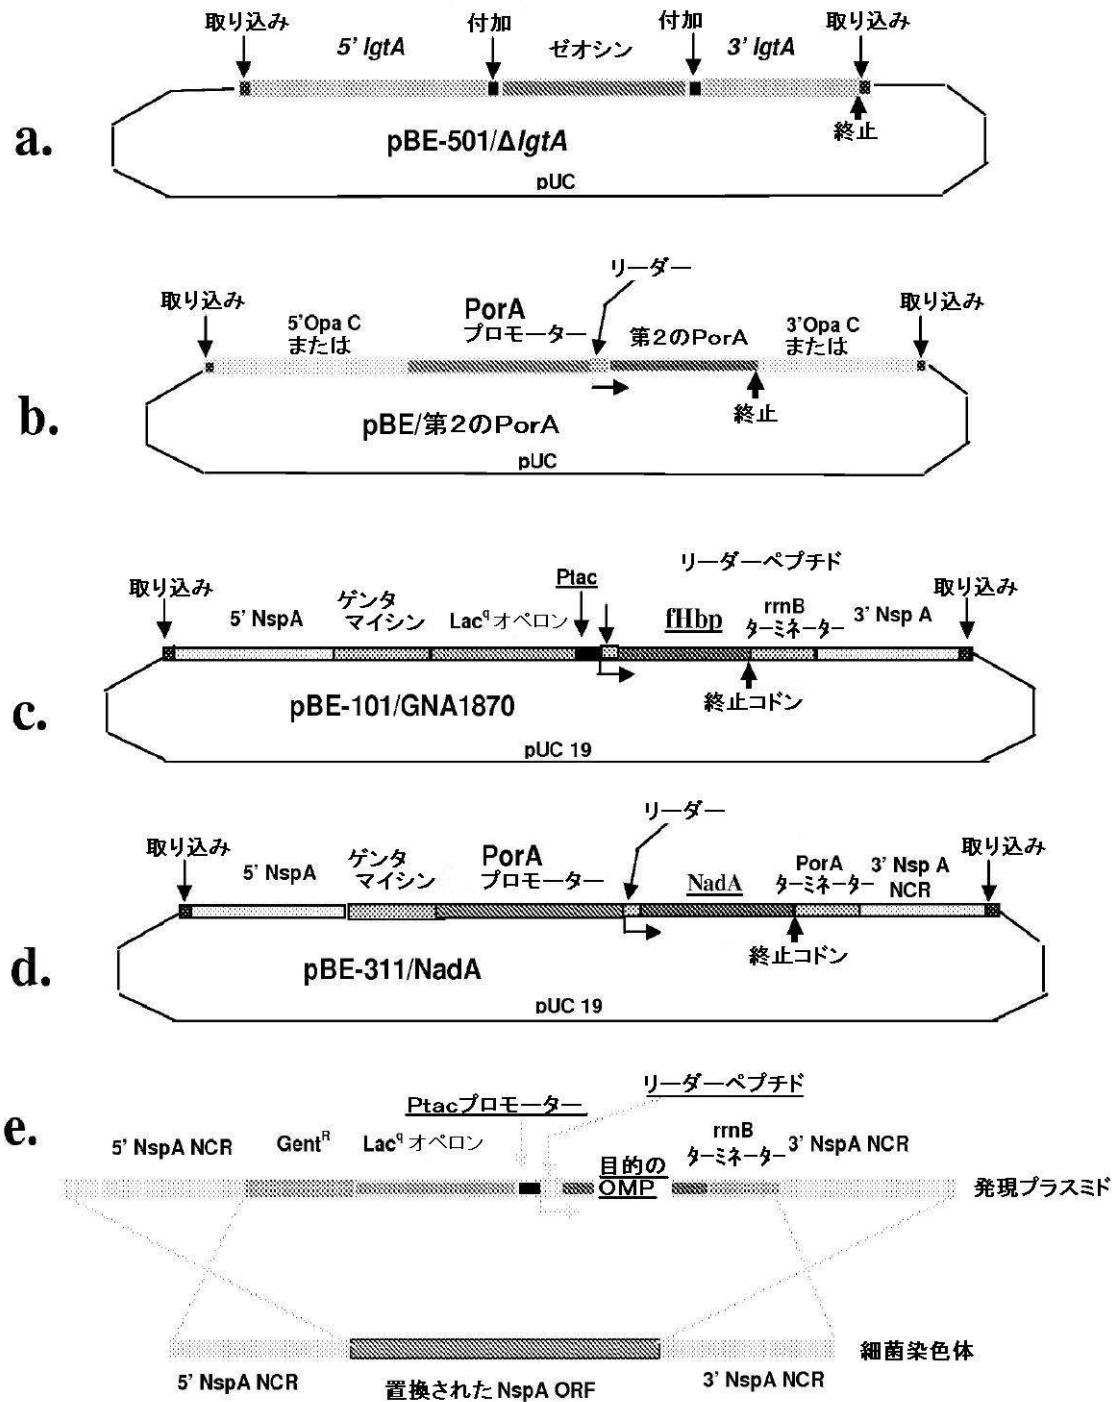 a.
取り込み
5' lgtA
付加
ゼオシン
付加
3' lgtA
取り込み
終止
pBE-501/ΔlgtA
pUC
b.
取り込み
5'Opa C
または
PorA
プロモーター
リーダー
第2のPorA
3'Opa C
または
取り込み
終止
pBE/第2のPorA
pUC
c.
取り込み
5' NspA
ゲンタ
マイシン
Lacq オペロン
Ptac
リーダーペプチド
fHbp
rrnB
ターミネーター
3' Nsp A
取り込み
終止コドン
pBE-101/GNA1870
pUC 19
d.
取り込み
5' NspA
ゲンタ
マイシン
PorA
プロモーター
リーダー
NadA
PorA
ターミネーター
3' Nsp A
NCR
取り込み
終止コドン
pBE-311/NadA
pUC 19
e.
5' NspA NCR
GentR
Lacq オペロン
Ptacプロモーター
リーダーペプチド
目的の
OMP
rrnB
ターミネーター
3' NspA NCR
発現プラスミド
細菌染色体
5' NspA NCR
置換されたNspA ORF
3' NspA NCR